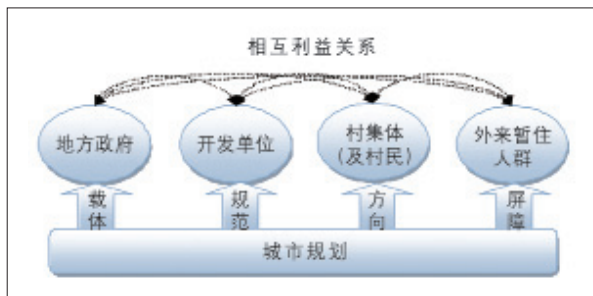 相互利益关系
地方政府
开发单位
村集体
(及村民)
外来暂住
人群
载体
规范
方向
屏障
城市规划